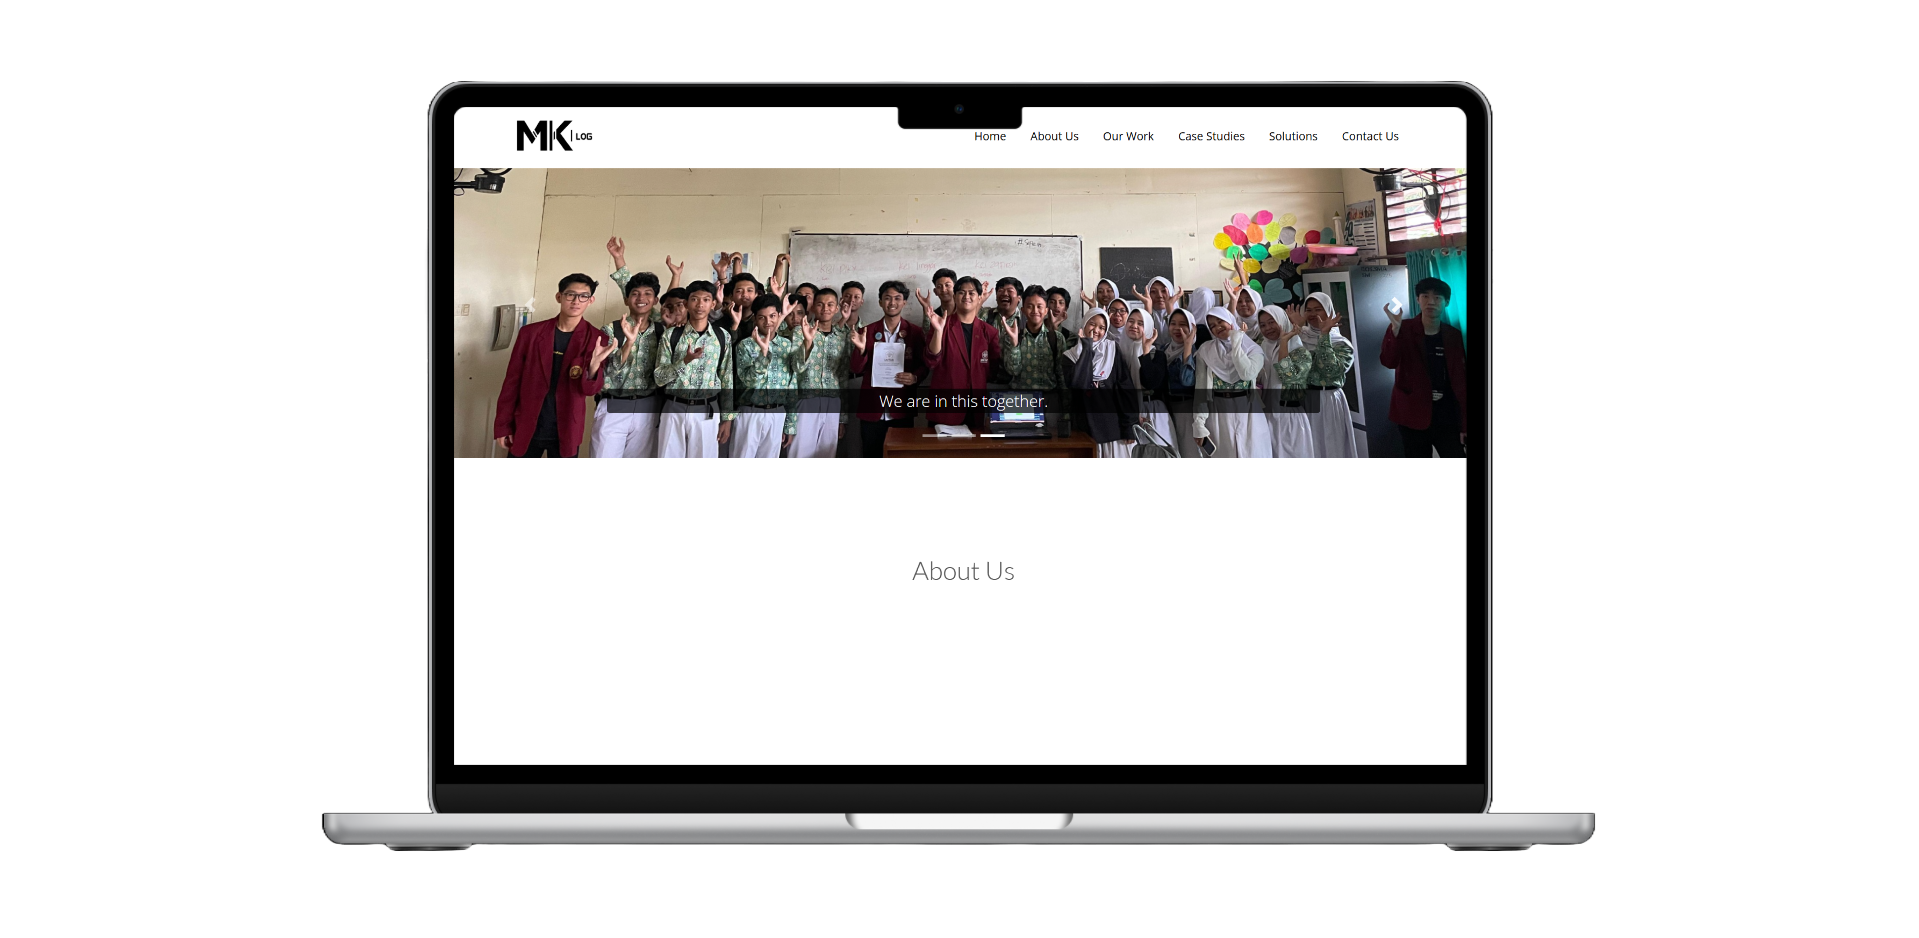 MK LOG
Home About Us Our Work Case Studies Solutions Contact Us
We are in this together.
About Us